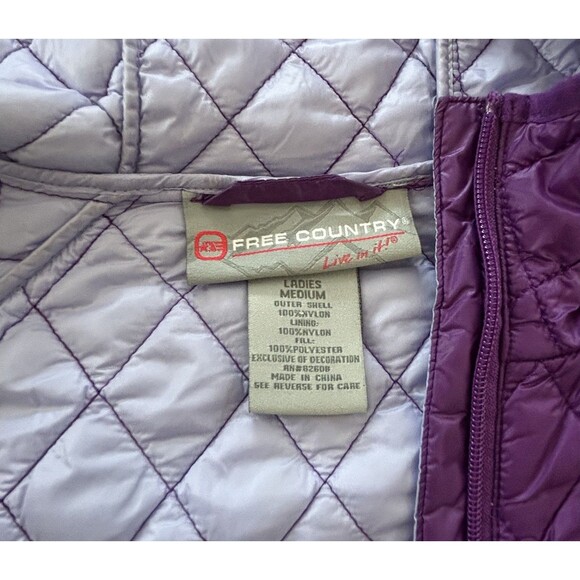 FREE COUNTRY®
Live in it!®
LADIES
MEDIUM
OUTER SHELL
100%NYLON
LINING:
100%NYLON
FILL:
100%POLYESTER
EXCLUSIVE OF DECORATION
RN#82608
MADE IN CHINA
SEE REVERSE FOR CARE